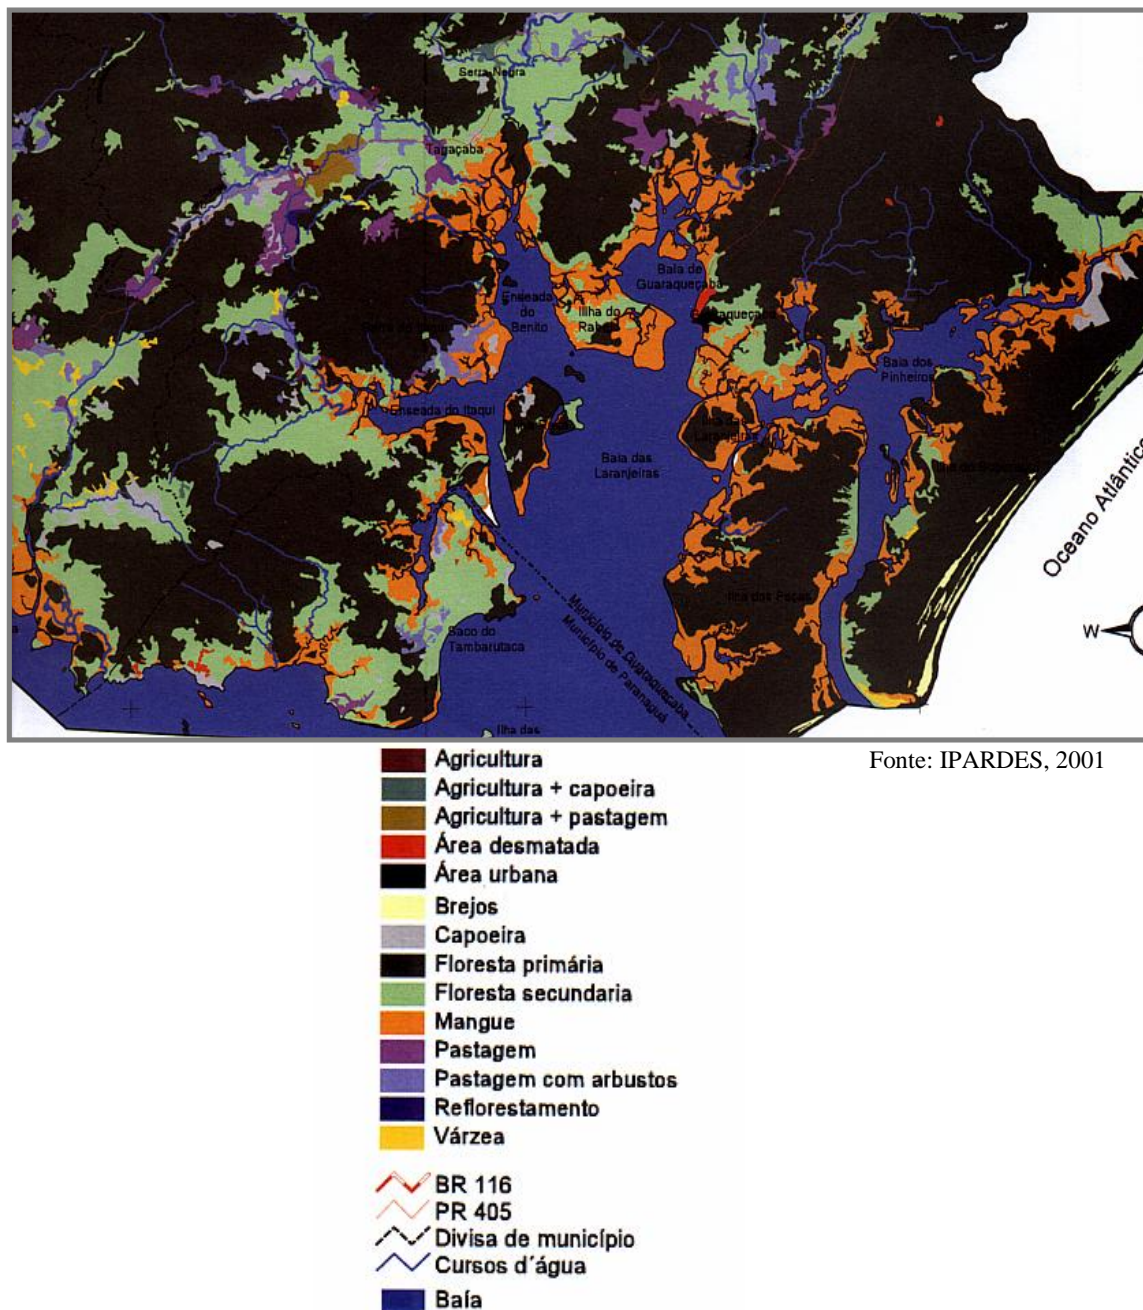 Serra Negra
Tagaçaba
Baía de
Guaraqueçaba
Enseada
do
Benito
Illha do
Rabelo
Baía dos
Pinheiros
Enseada do Itaqui
Baía das
Laranjeiras
Oceano Atlântico
Ilha das Peças
W
Saco do
Tambarutaca
Município de Guaraqueçaba
Município de Paranaguá
Ilha das
Fonte: IPARDES, 2001
Agricultura
Agricultura + capoeira
Agricultura + pastagem
Área desmatada
Área urbana
Brejos
Capoeira
Floresta primária
Floresta secundaria
Mangue
Pastagem
Pastagem com arbustos
Reflorestamento
Várzea
BR 116
PR 405
Divisa de município
Cursos d´água
Baía